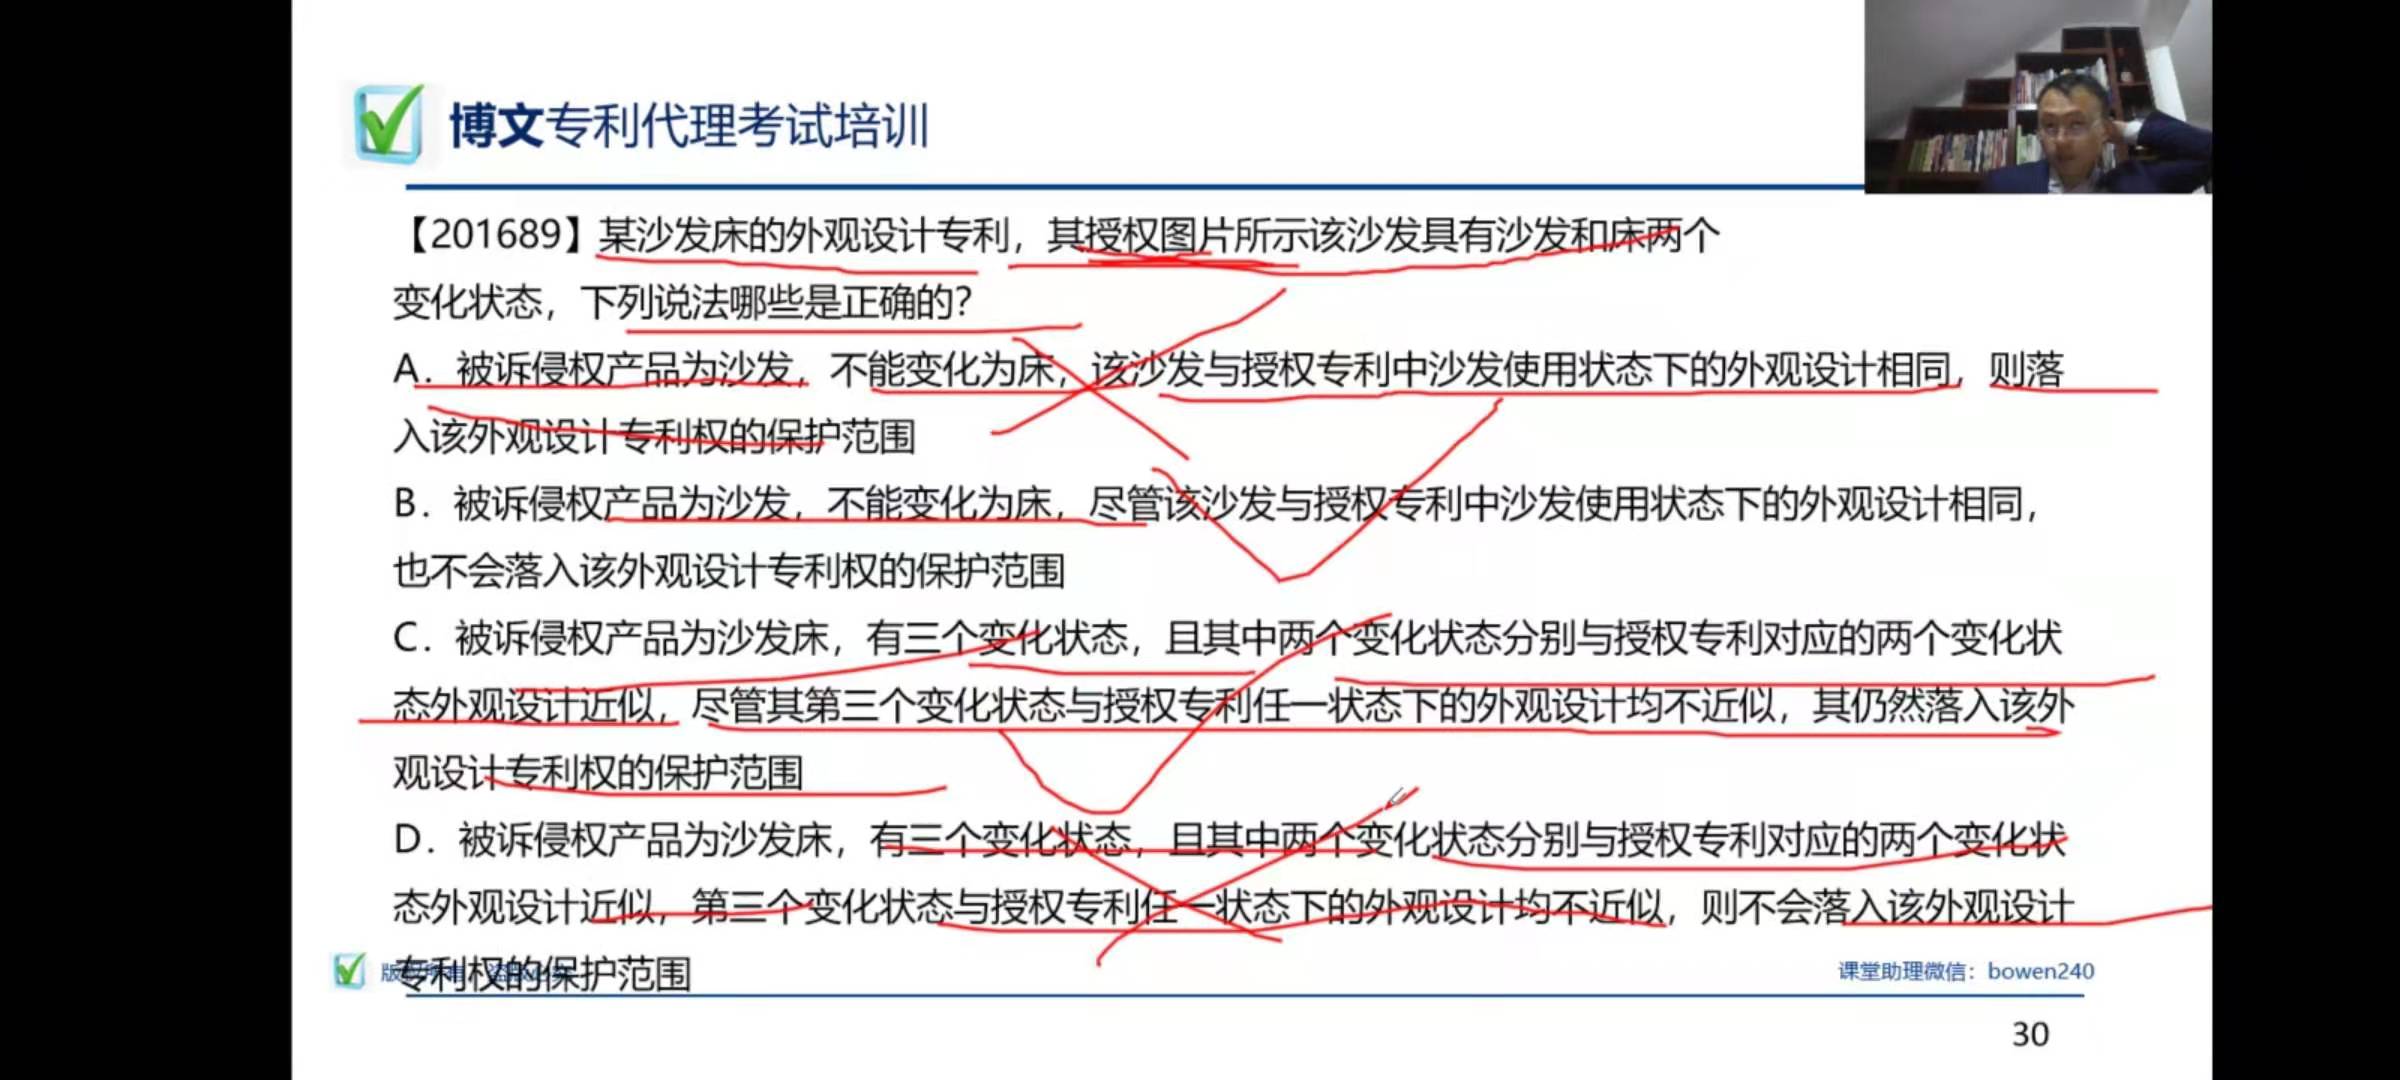 博文专利代理考试培训
【201689】某沙发床的外观设计专利，其授权图片所示该沙发具有沙发和床两个
变化状态，下列说法哪些是正确的？
A．被诉侵权产品为沙发，不能变化为床，该沙发与授权专利中沙发使用状态下的外观设计相同，则落
入该外观设计专利权的保护范围
B．被诉侵权产品为沙发，不能变化为床，尽管该沙发与授权专利中沙发使用状态下的外观设计相同，
也不会落入该外观设计专利权的保护范围
C．被诉侵权产品为沙发床，有三个变化状态，且其中两个变化状态分别与授权专利对应的两个变化状
态外观设计近似，尽管其第三个变化状态与授权专利任一状态下的外观设计均不近似，其仍然落入该外
观设计专利权的保护范围
D．被诉侵权产品为沙发床，有三个变化状态，且其中两个变化状态分别与授权专利对应的两个变化状
态外观设计近似，第三个变化状态与授权专利任一状态下的外观设计均不近似，则不会落入该外观设计
专利权的保护范围
课堂助理微信：bowen240
30